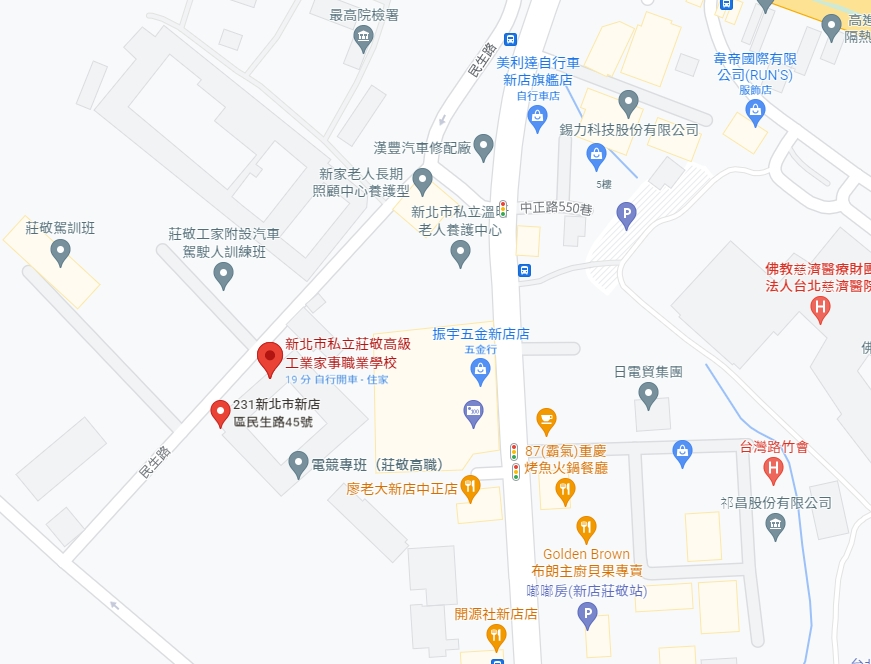 最高院檢署
民生路
美利達自行車
新店旗艦店
自行車店
韋帝國際有限
公司(RUN'S)
服飾店
高進
隔熱
漢豐汽車修配廠
錫力科技股份有限公司
5樓
新家老人長期
照顧中心養護型
新北市私立溫
老人養護中心
中正路550巷
P
莊敬駕訓班
莊敬工家附設汽車
駕駛人訓練班
佛教慈濟醫療財團
法人台北慈濟醫院
H
新北市私立莊敬高級
工業家事職業學校
19 分 自行開車 - 住家
振宇五金新店店
五金行
日電貿集團
佛
231新北市新店
區民生路45號
民生路
電競專班（莊敬高職）
87(霸氣)重慶
烤魚火鍋餐廳
台灣路竹會
H
廖老大新店中正店
祁昌股份有限公司
Golden Brown
布朗主廚貝果專賣
嘟嘟房(新店莊敬站)
P
開源社新店店
台